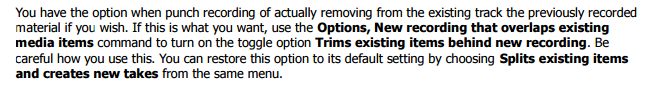 You have the option when punch recording of actually removing from the existing track the previously recorded
material if you wish. If this is what you want, use the Options, New recording that overlaps existing
media items command to turn on the toggle option Trims existing items behind new recording. Be
careful how you use this. You can restore this option to its default setting by choosing Splits existing items
and creates new takes from the same menu.